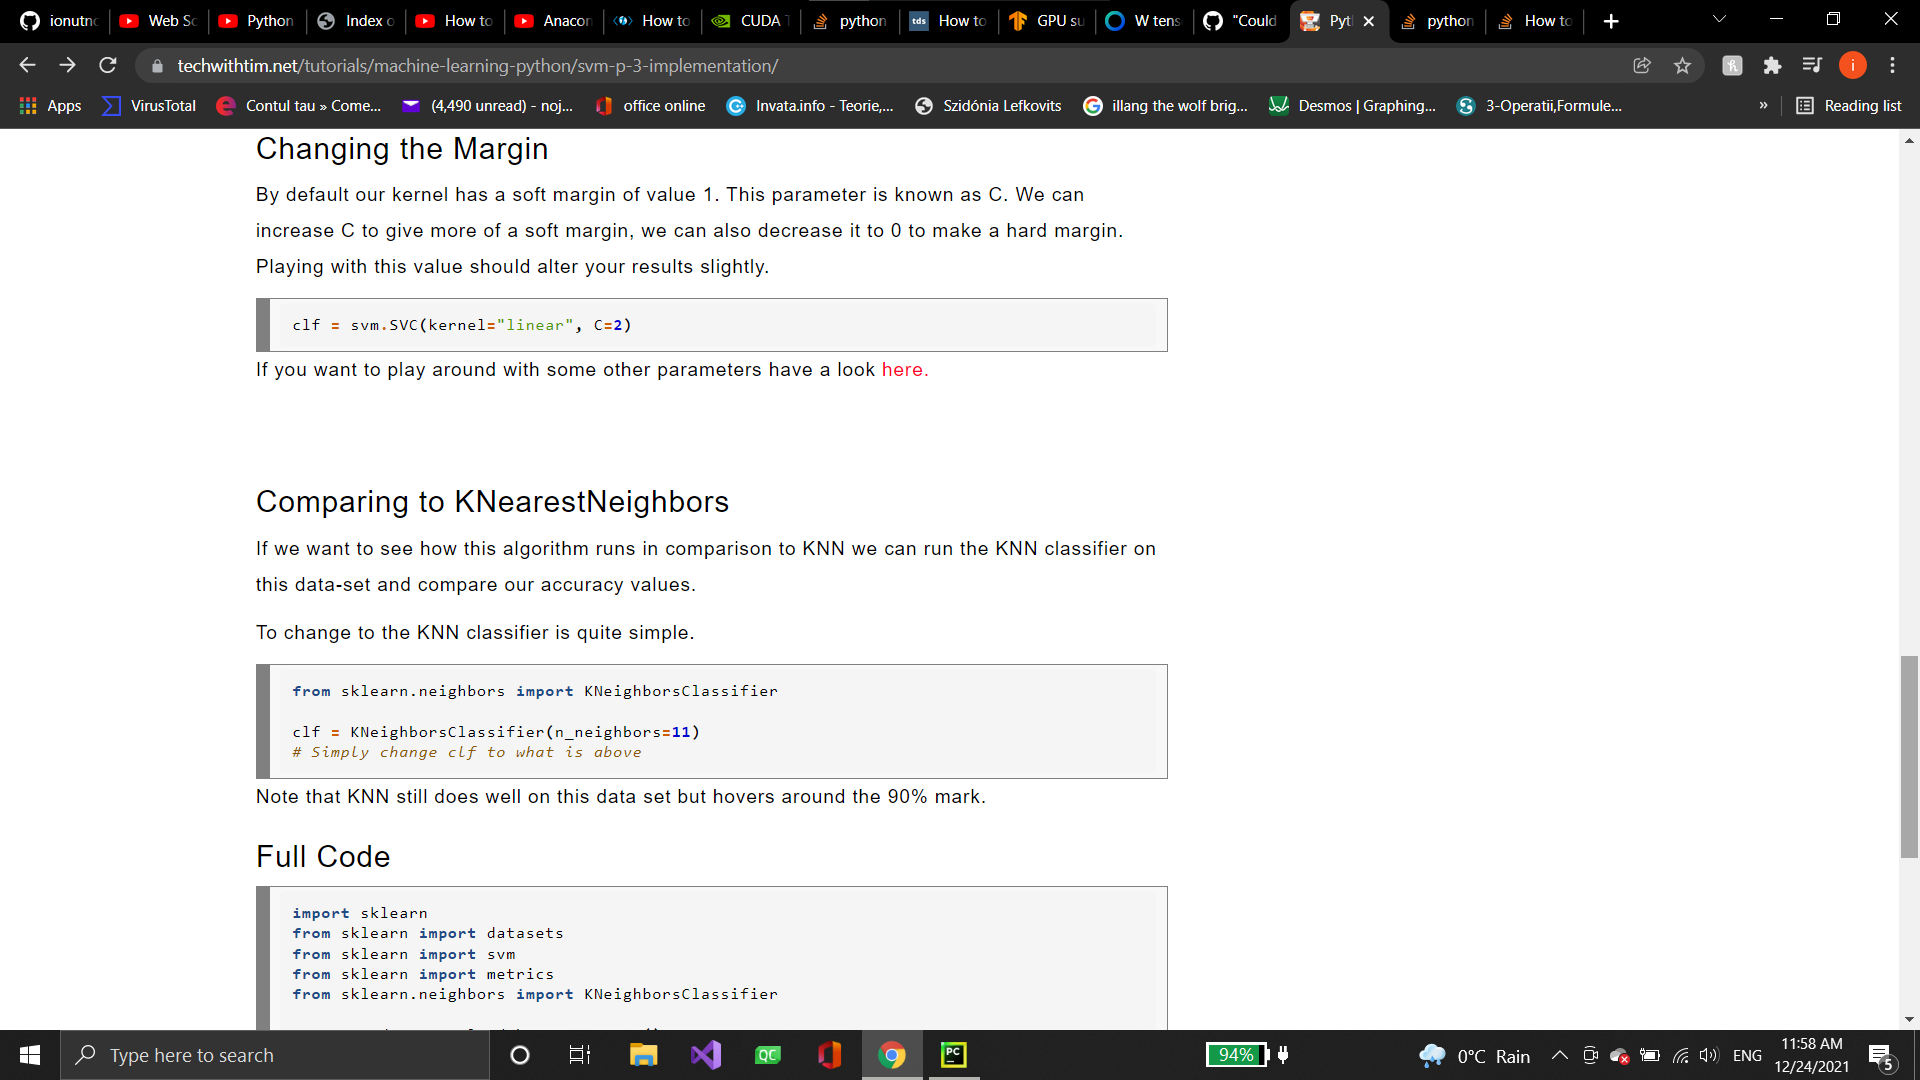 ionutnc
Web Sc
Python
Index o
How to
Anacon
How to
CUDA T
python
tds How to
GPU su
W tens
"Could
Pyt
python
How to
techwithtim.net/tutorials/machine-learning-python/svm-p-3-implementation/
i
Apps
VirusTotal
Contul tau » Come...
(4,490 unread) - noj...
office online
Invata.info - Teorie,...
Szidónia Lefkovits
illang the wolf brig...
Desmos | Graphing...
3-Operatii,Formule...
»
Reading list
Changing the Margin
By default our kernel has a soft margin of value 1. This parameter is known as C. We can
increase C to give more of a soft margin, we can also decrease it to 0 to make a hard margin.
Playing with this value should alter your results slightly.
clf = svm.SVC(kernel="linear", C=2)
If you want to play around with some other parameters have a look here.
Comparing to KNearestNeighbors
If we want to see how this algorithm runs in comparison to KNN we can run the KNN classifier on
this data-set and compare our accuracy values.
To change to the KNN classifier is quite simple.
from sklearn.neighbors import KNeighborsClassifier
clf = KNeighborsClassifier(n_neighbors=11)
# Simply change clf to what is above
Note that KNN still does well on this data set but hovers around the 90% mark.
Full Code
import sklearn
from sklearn import datasets
from sklearn import svm
from sklearn import metrics
from sklearn.neighbors import KNeighborsClassifier
Type here to search
QC
PC
94%
0°C Rain
ENG
11:58 AM
12/24/2021
5